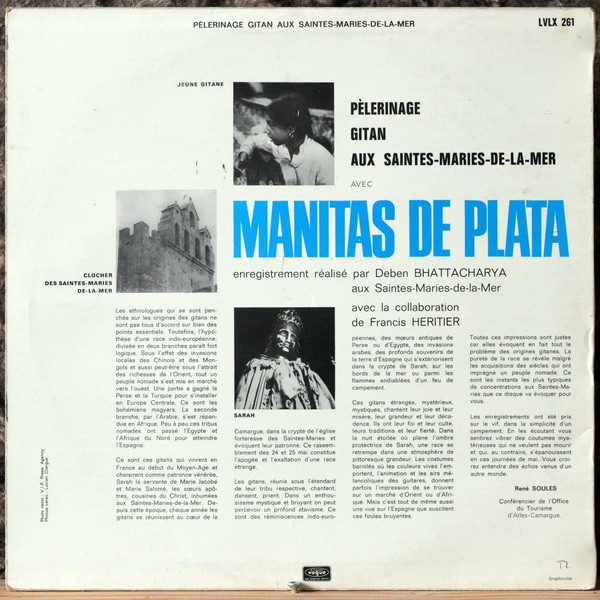 PÈLERINAGE GITAN AUX SAINTES-MARIES-DE-LA-MER
LVLX 261
JEUNE GITANE
PÈLERINAGE
GITAN
AUX SAINTES-MARIES-DE-LA-MER
AVEC
MANITAS DE PLATA
enregistrement réalisé par Deben BHATTACHARYA
aux Saintes-Maries-de-la-Mer
avec la collaboration
de Francis HERITIER
CLOCHER
DES SAINTES-MARIES
DE-LA-MER
Les ethnologues qui se sont pen-
chés sur les origines des gitans ne
sont pas tous d'accord sur bien des
points essentiels. Toutefois, l'hypo-
thèse d'une race indo-européenne,
divisée en deux branches paraît fort
logique. Sous l'effet des invasions
locales des Chinois et des Mon-
gols et aussi peut-être sous l'attrait
des richesses de l'Orient, tout un
peuple nomade s'est mis en marche
vers l'ouest. Une partie a gagné la
Perse et la Turquie pour s'installer
en Europe Centrale. Ce sont les
bohémiens magyars. La seconde
branche, par l'Arabie, s'est répan-
due en Afrique. Peu à peu ces tribus
nomades ont passé l'Egypte et
l'Afrique du Nord pour atteindre
l'Espagne.
Ce sont ces gitans qui vinrent en
France au début du Moyen-Age et
choisirent comme patronne vénérée,
Sarah la servante de Marie Jacobé
et Marie Salomé, les sœurs apô-
tres, cousines du Christ, inhumées
aux Saintes-Maries-de-la-Mer. De-
puis cette époque, chaque année les
gitans se réunissent au cœur de la
SARAH
Camargue, dans la crypte de l'église
forteresse des Saintes-Maries et
évoquent leur patronne. Ce rassem-
blement des 24 et 25 mai constitue
l'apogée et l'exaltation d'une race
étrange.
Les gitans, réunis sous l'étendard
de leur tribu respective, chantent,
dansent, prient. Dans un enthou-
siasme mystique et bruyant on peut
percevoir un profond atavisme. Ce
sont des réminiscences indo-euro-
péennes, des mœurs antiques de
Perse ou d'Egypte, des invasions
arabes, des profonds souvenirs de
la terre d'Espagne qui s'extériorisent
dans la crypte de Sarah, sur les
bords de la mer ou parmi les
flammes endiablées d'un feu de
campement.
Ces gitans étranges, mystérieux,
mystiques, chantent leur joie et leur
misère, leur grandeur et leur déca-
dence. Ils ont leur foi et leur culte,
leurs traditions et leur fierté. Dans
la nuit étoilée où plane l'ombre
protectrice de Sarah, une race se
retrempe dans une atmosphère de
pittoresque grandeur. Les costumes
bariolés où les couleurs vives l'em-
portent, l'animation et les airs mé-
lancoliques des guitares, donnent
parfois l'impression de se trouver
sur un marché d'Orient ou d'Afri-
que. Mais c'est tout de même aussi
une vue sur l'Espagne que suscitent
ces foules bruyantes.
Toutes ces impressions sont justes
car elles évoquent en fait tout le
problème des origines gitanes. La
pureté de la race se révèle malgré
les acquisitions des siècles qui ont
imprégné un peuple nomade. Ce
sont les instants les plus typiques
de concentrations aux Saintes-Ma-
ries que ce disque va évoquer pour
vous.
Les enregistrements ont été pris
sur le vif, dans la simplicité d'un
campement. En les écoutant vous
sentirez vibrer des coutumes mys-
térieuses qui ne veulent pas mourir
et qui, au contraire, s'épanouissent
en ces journées de mai. Vous croi-
rez entendre des échos venus d'un
autre monde.
René SOULES
Conférencier de l'Office
du Tourisme
d'Arles-Camargue.
vogue